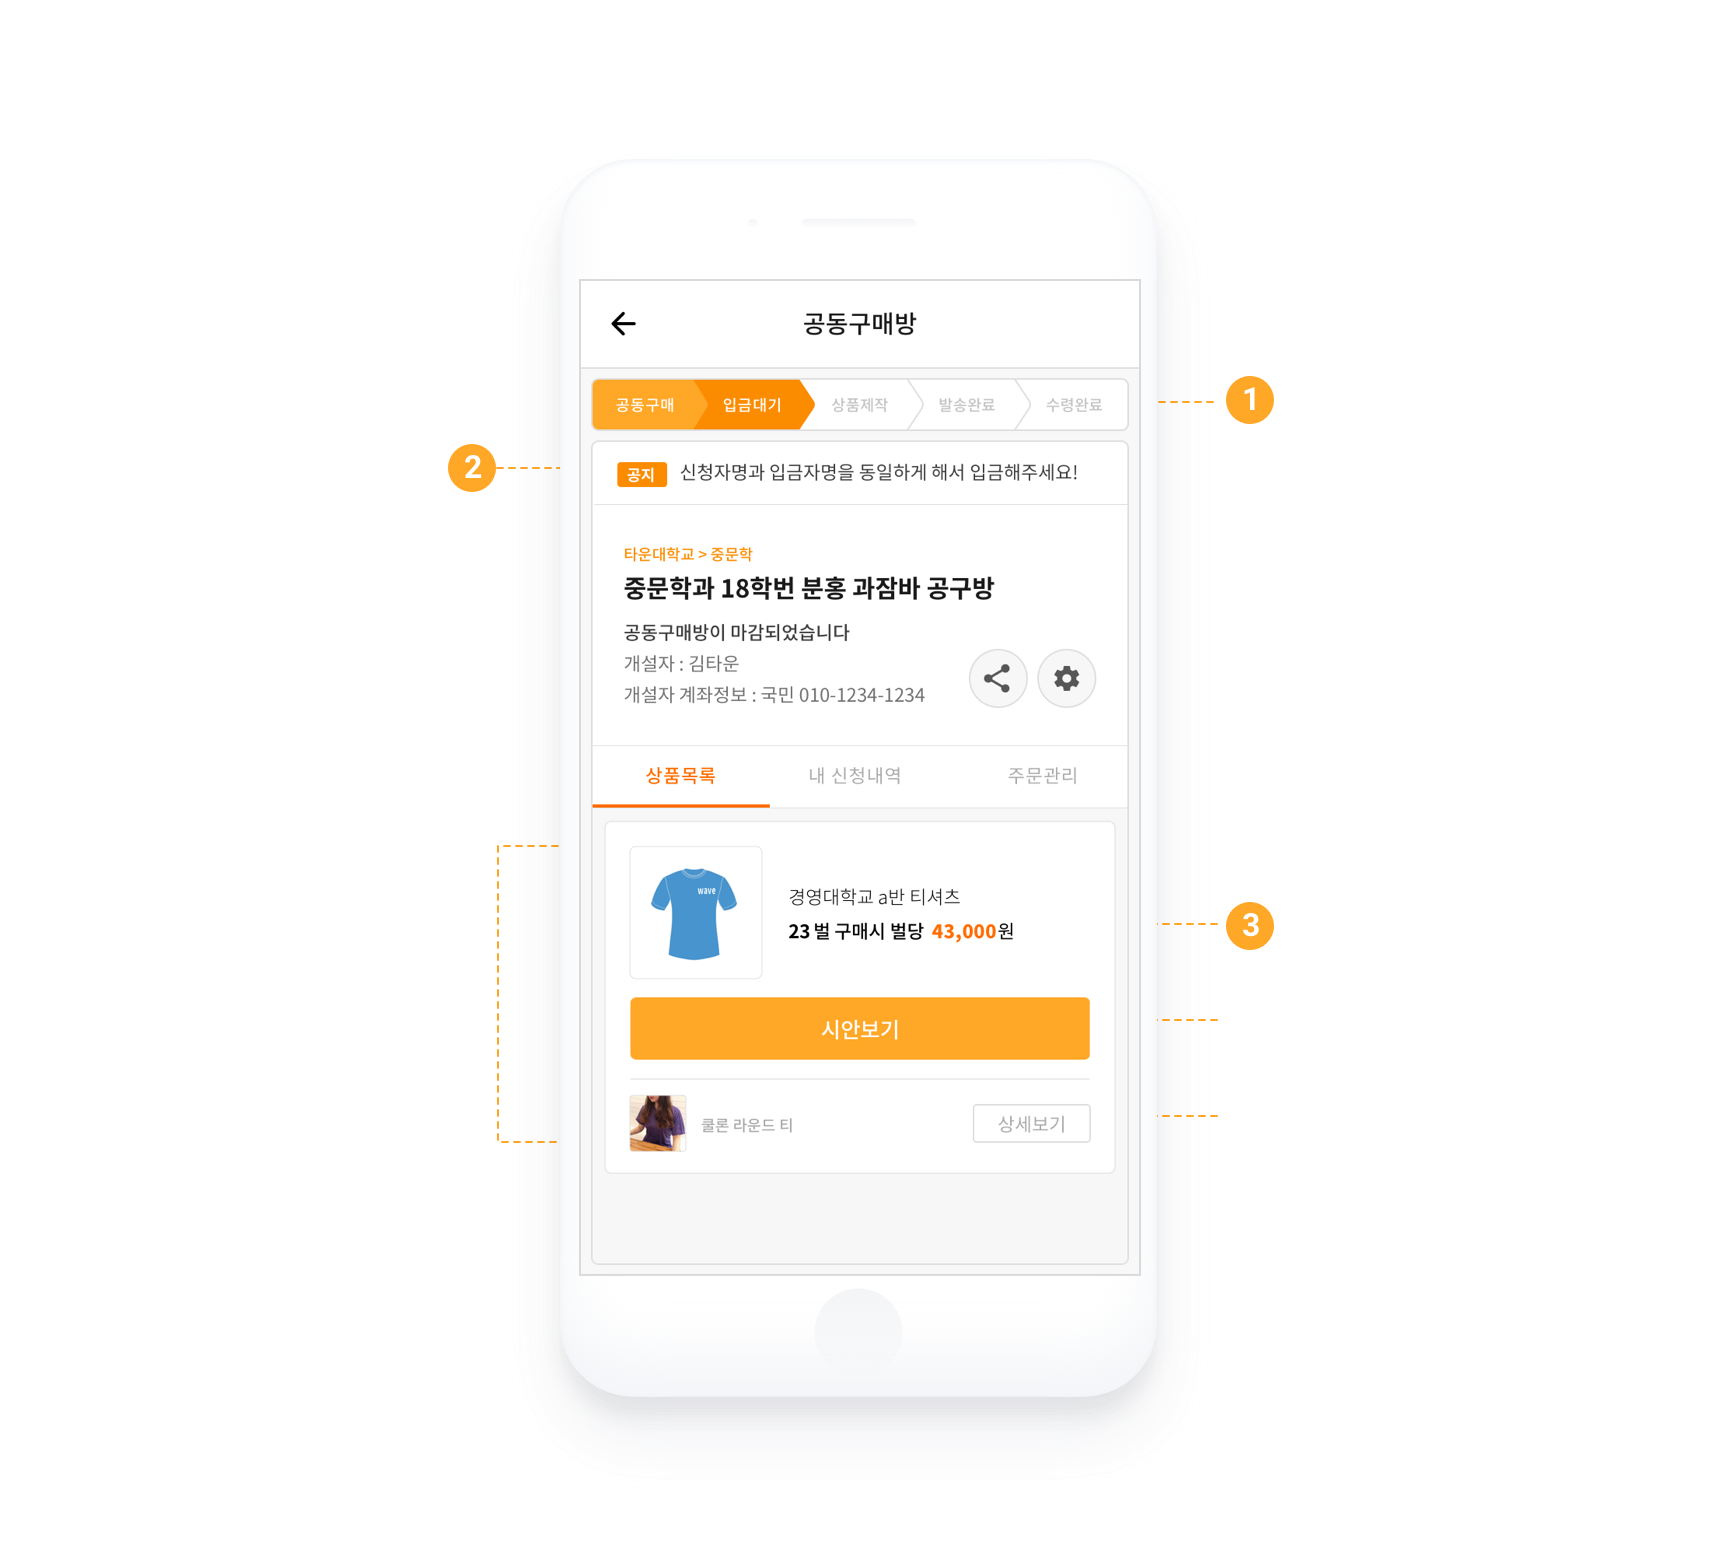 공동구매방
공동구매 입금대기 상품제작 발송완료 수령완료
1
2
공지 신청자명과 입금자명을 동일하게 해서 입금해주세요!
타운대학교 > 중문학
중문학과 18학번 분홍 과잠바 공구방
공동구매방이 마감되었습니다
개설자 : 김타운
개설자 계좌정보 : 국민 010-1234-1234
상품목록 내 신청내역 주문관리
wave
경영대학교 a반 티셔츠
23 벌 구매시 벌당 43,000원
3
시안보기
쿨론 라운드 티 상세보기